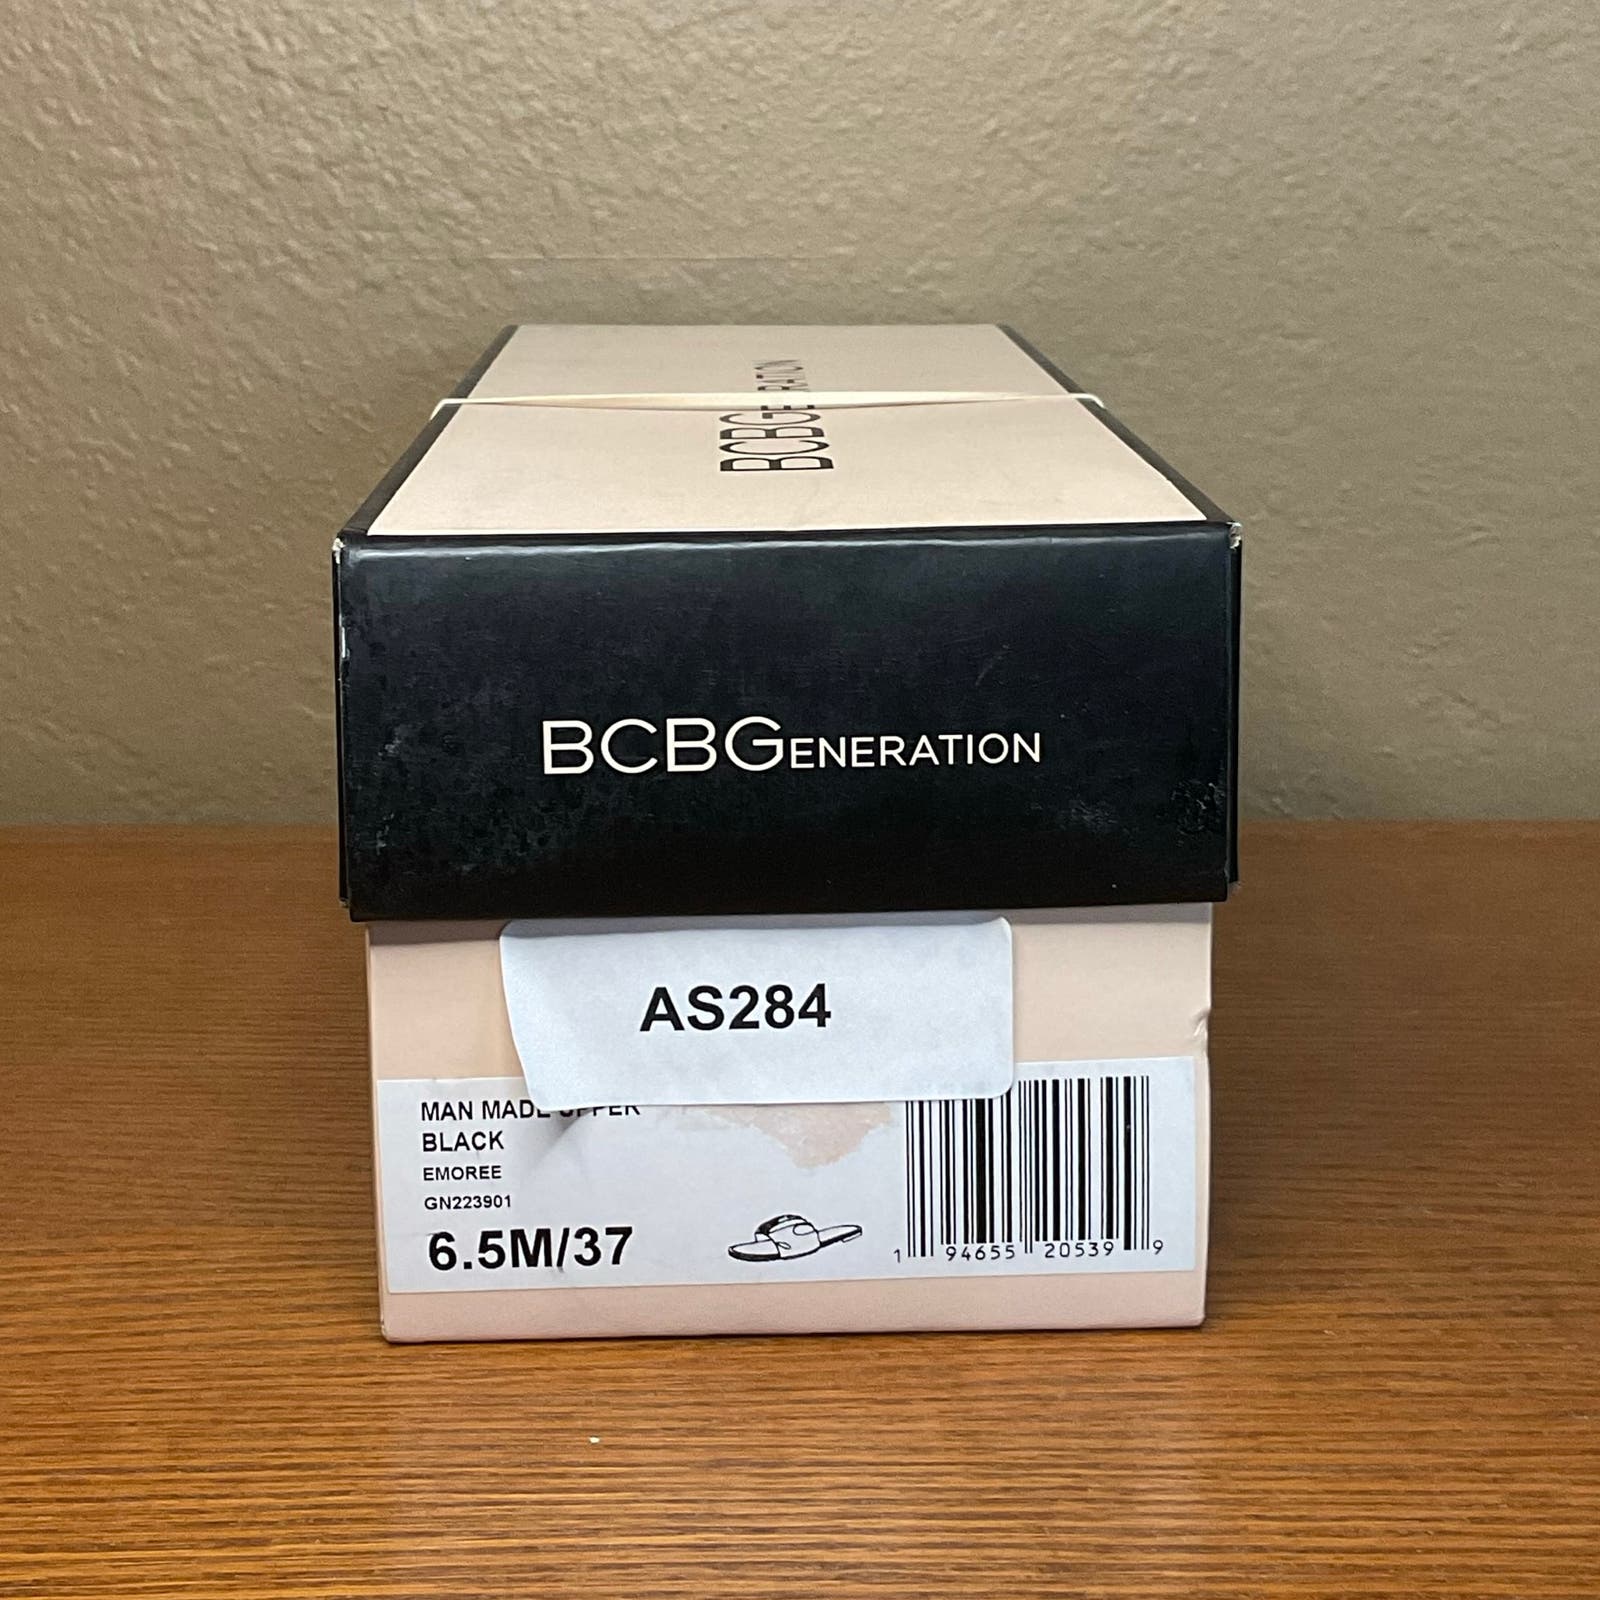 BCBGENERATION
BCBGENERATION
AS284
MAN MADE UPPER
BLACK
EMOREE
GN223901
6.5M/37
1 94655 20539 9